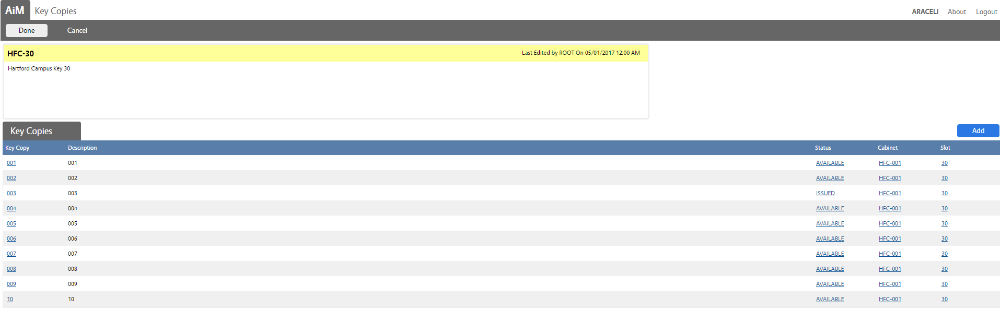 AiM Key Copies ARACELI About Logout
Done Cancel
HFC-30 Last Edited by ROOT On 05/01/2017 12:00 AM
Hartford Campus Key 30
Key Copies Add
Key Copy Description Status Cabinet Slot
001 001 AVAILABLE HFC-001 30
002 002 AVAILABLE HFC-001 30
003 003 ISSUED HFC-001 30
004 004 AVAILABLE HFC-001 30
005 005 AVAILABLE HFC-001 30
006 006 AVAILABLE HFC-001 30
007 007 AVAILABLE HFC-001 30
008 008 AVAILABLE HFC-001 30
009 009 AVAILABLE HFC-001 30
10 10 AVAILABLE HFC-001 30